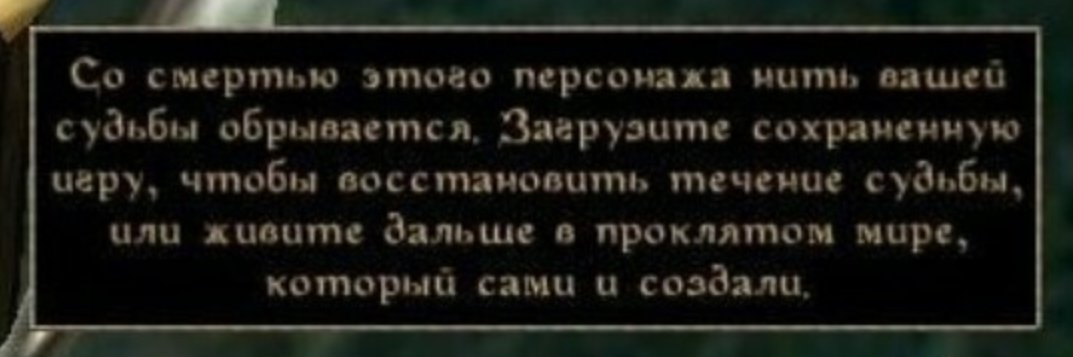 Со смертью этого персонажа нить вашей
судьбы обрывается. Загрузите сохраненную
игру, чтобы восстановить течение судьбы,
или живите дальше в проклятом мире,
который сами и создали.